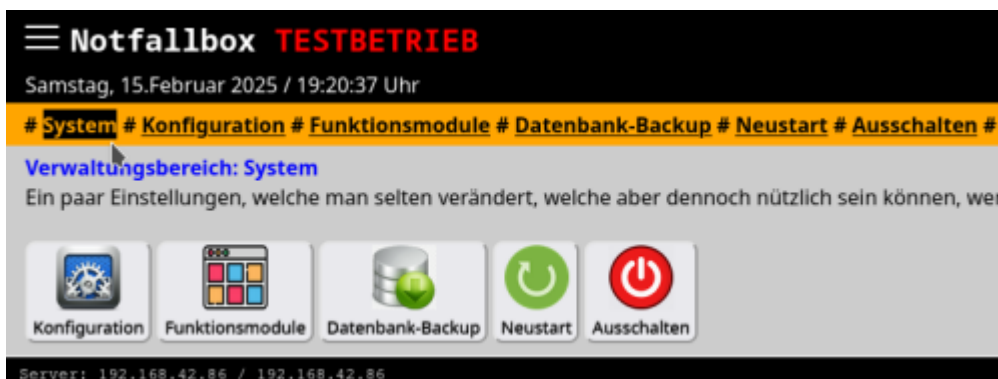 Notfallbox TESTBETRIEB
Samstag, 15.Februar 2025 / 19:20:37 Uhr
# System # Konfiguration # Funktionsmodule # Datenbank-Backup # Neustart # Ausschalten #
Verwaltungsbereich: System
Ein paar Einstellungen, welche man selten verändert, welche aber dennoch nützlich sein können,
Konfiguration Funktionsmodule Datenbank-Backup Neustart Ausschalten
Server: 192.168.42.86 / 192.168.42.86